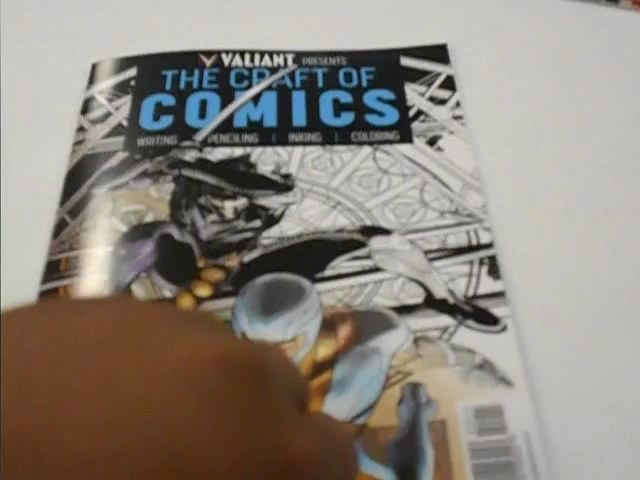 VALIANT PRESENTS
THE CRAFT OF
COMICS
WRITING | PENCILING | INKING | COLORING